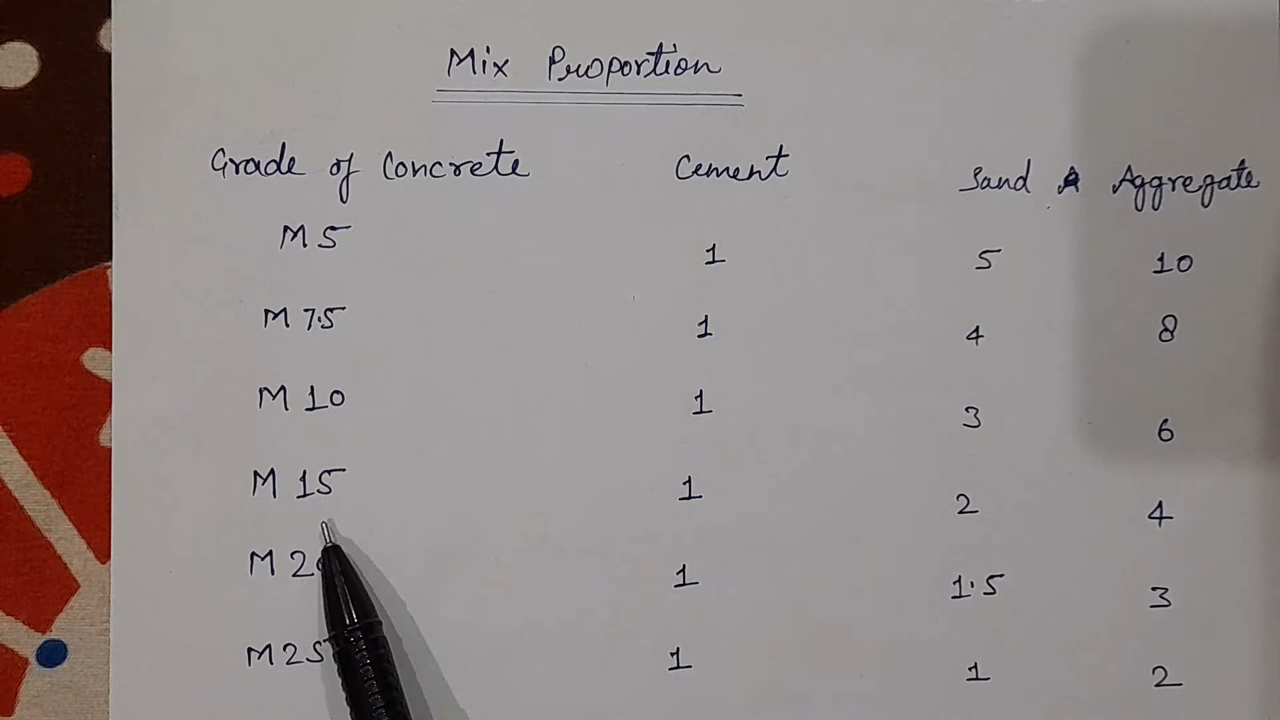 Mix Proportion
Grade of Concrete Cement Sand Aggregate
M 5 1 5 10
M 7.5 1 4 8
M 10 1 3 6
M 15 1 2 4
M 2 1 1.5 3
M 25 1 1 2